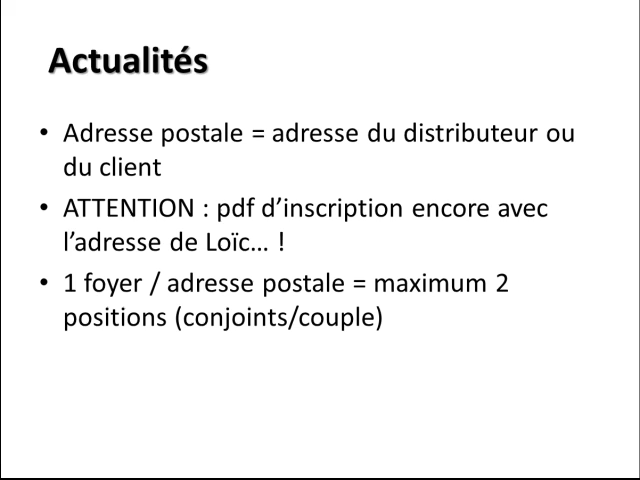 Actualités
• Adresse postale = adresse du distributeur ou
du client
• ATTENTION : pdf d’inscription encore avec
l’adresse de Loïc… !
• 1 foyer / adresse postale = maximum 2
positions (conjoints/couple)